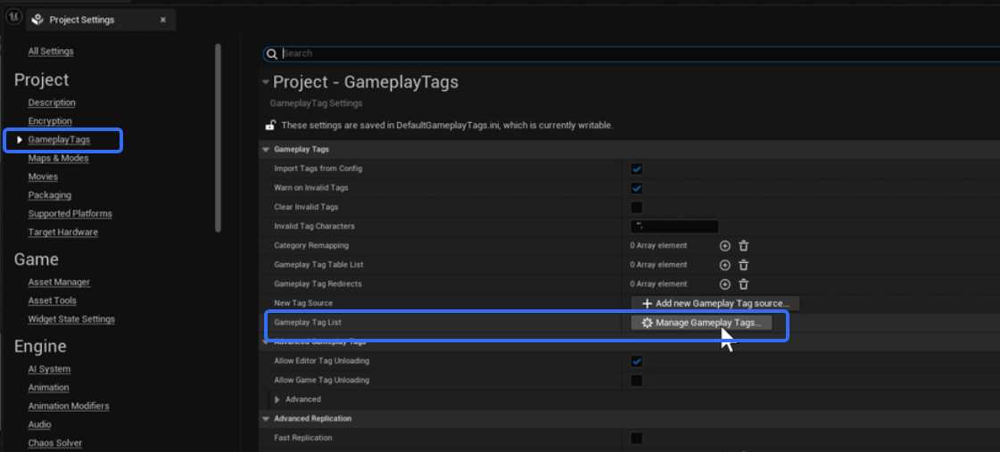 Project Settings
All Settings
Project
Description
Encryption
GameplayTags
Maps & Modes
Movies
Packaging
Supported Platforms
Target Hardware
Game
Asset Manager
Asset Tools
Widget State Settings
Engine
AI System
Animation
Animation Modifiers
Audio
Chaos Solver
Search
Project - GameplayTags
GameplayTag Settings
These settings are saved in DefaultGameplayTags.ini, which is currently writable.
Gameplay Tags
Import Tags from Config
Warn on Invalid Tags
Clear Invalid Tags
Invalid Tag Characters "',
Category Remapping 0 Array element
Gameplay Tag Table List 0 Array element
Gameplay Tag Redirects 0 Array element
New Tag Source Add new Gameplay Tag source...
Gameplay Tag List Manage Gameplay Tags...
Advanced Gameplay Tags
Allow Editor Tag Unloading
Allow Game Tag Unloading
Advanced
Advanced Replication
Fast Replication